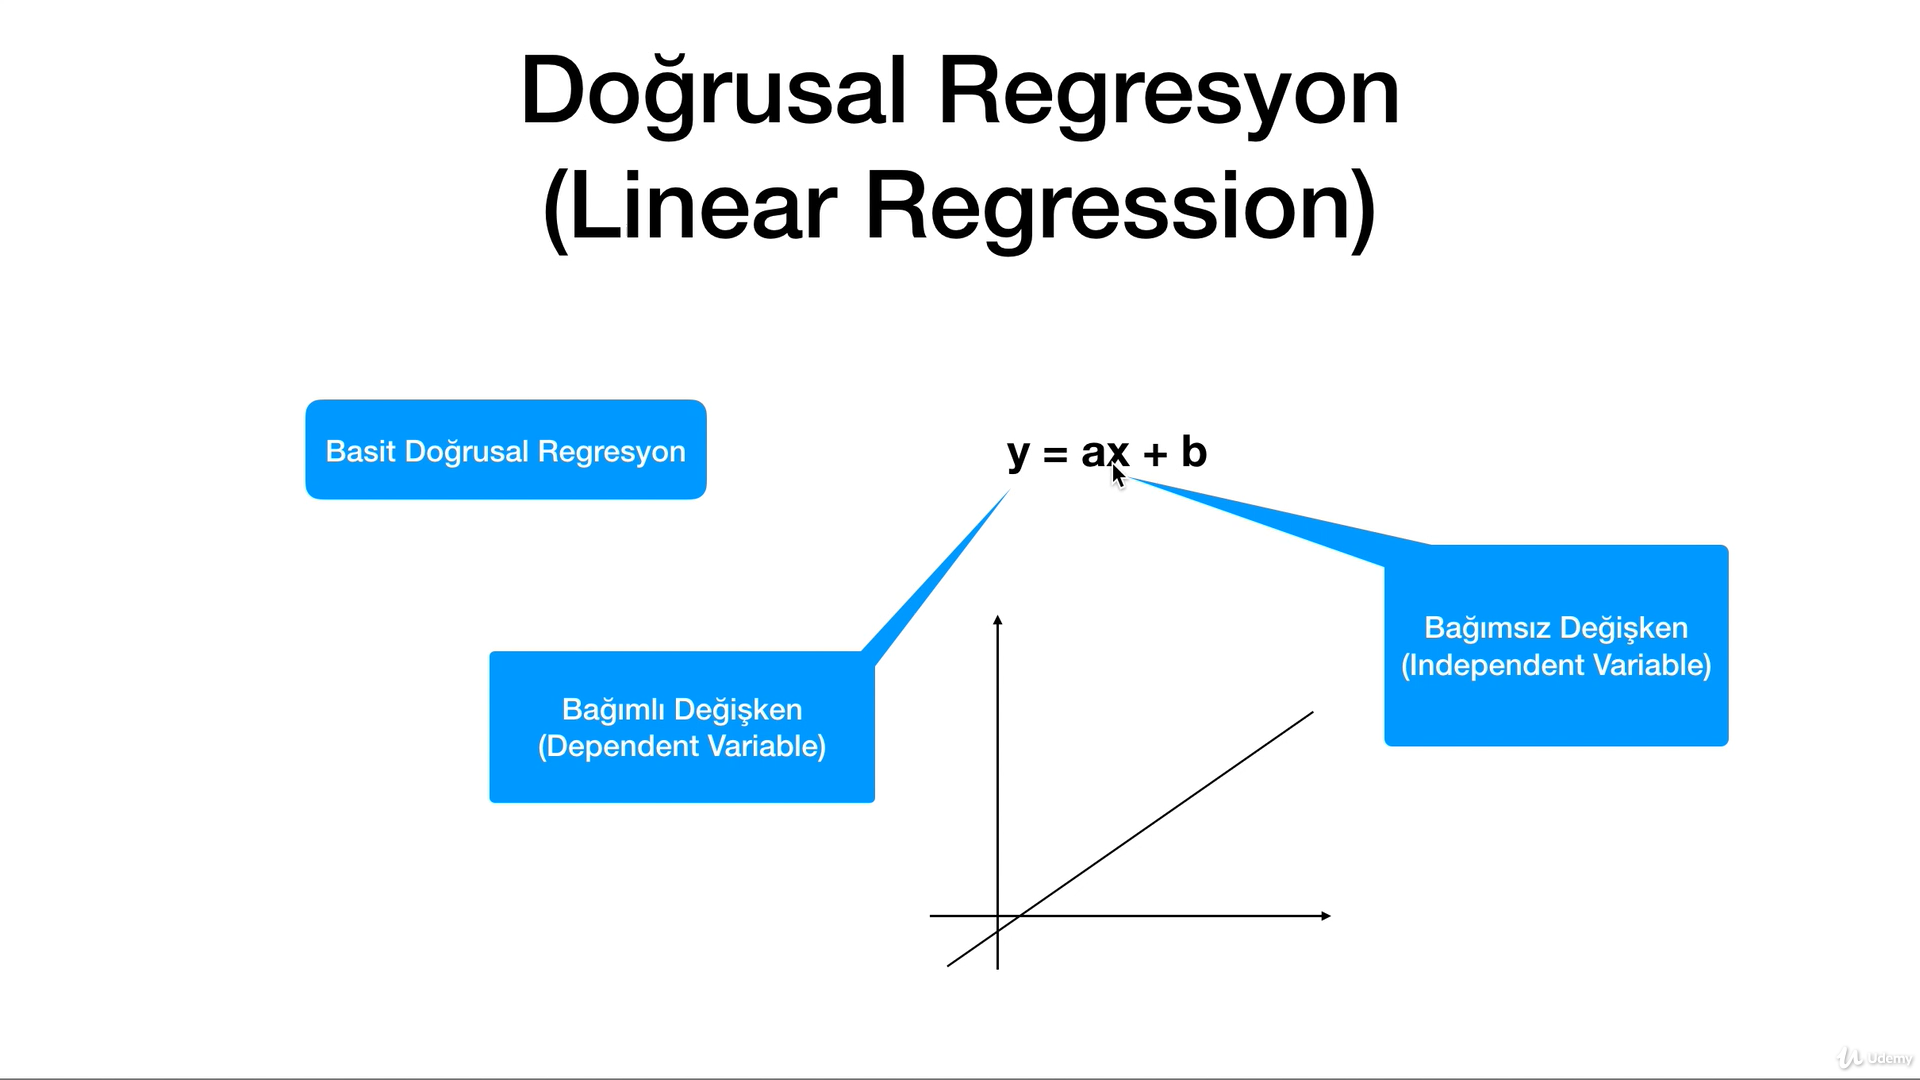 Doğrusal Regresyon
(Linear Regression)
Basit Doğrusal Regresyon
y = ax + b
Bağımsız Değişken
(Independent Variable)
Bağımlı Değişken
(Dependent Variable)
Udemy